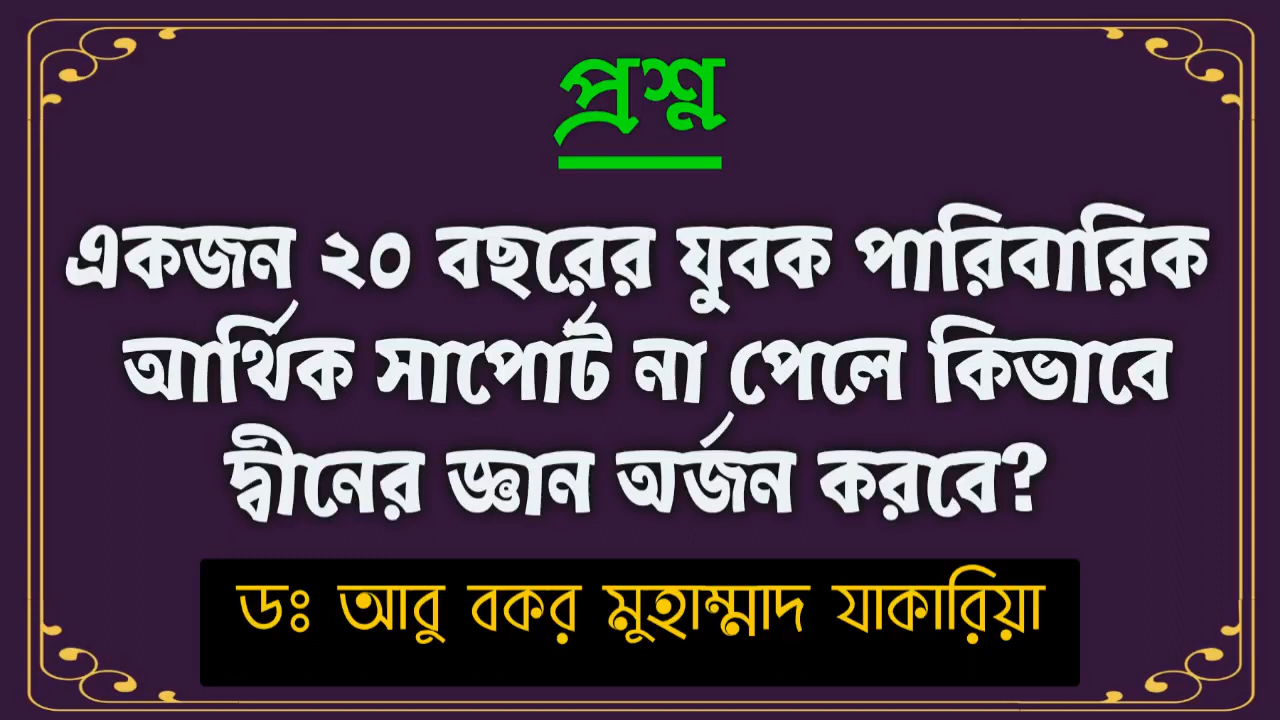 প্রশ্ন
একজন ২০ বছরের যুবক পারিবারিক
আর্থিক সাপোর্ট না পেলে কিভাবে
দ্বীনের জ্ঞান অর্জন করবে?
ডঃ আবু বকর মুহাম্মাদ যাকারিয়া